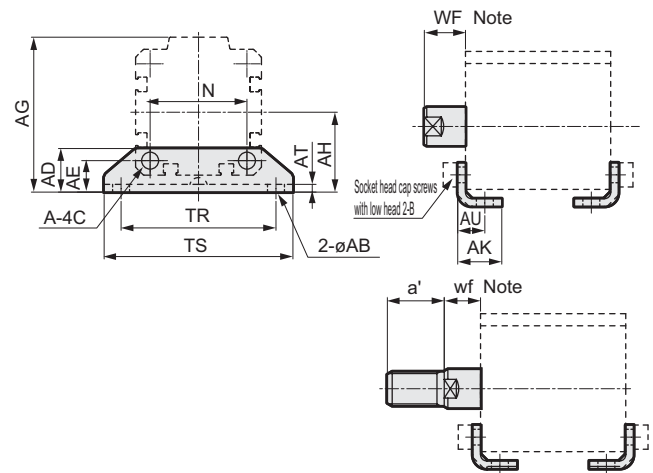 WF Note
N
AG
AD
AE
AT
AH
A-4C
TR
TS
2-øAB
Socket head cap screws
with low head 2-B
AU
AK
a' wf Note